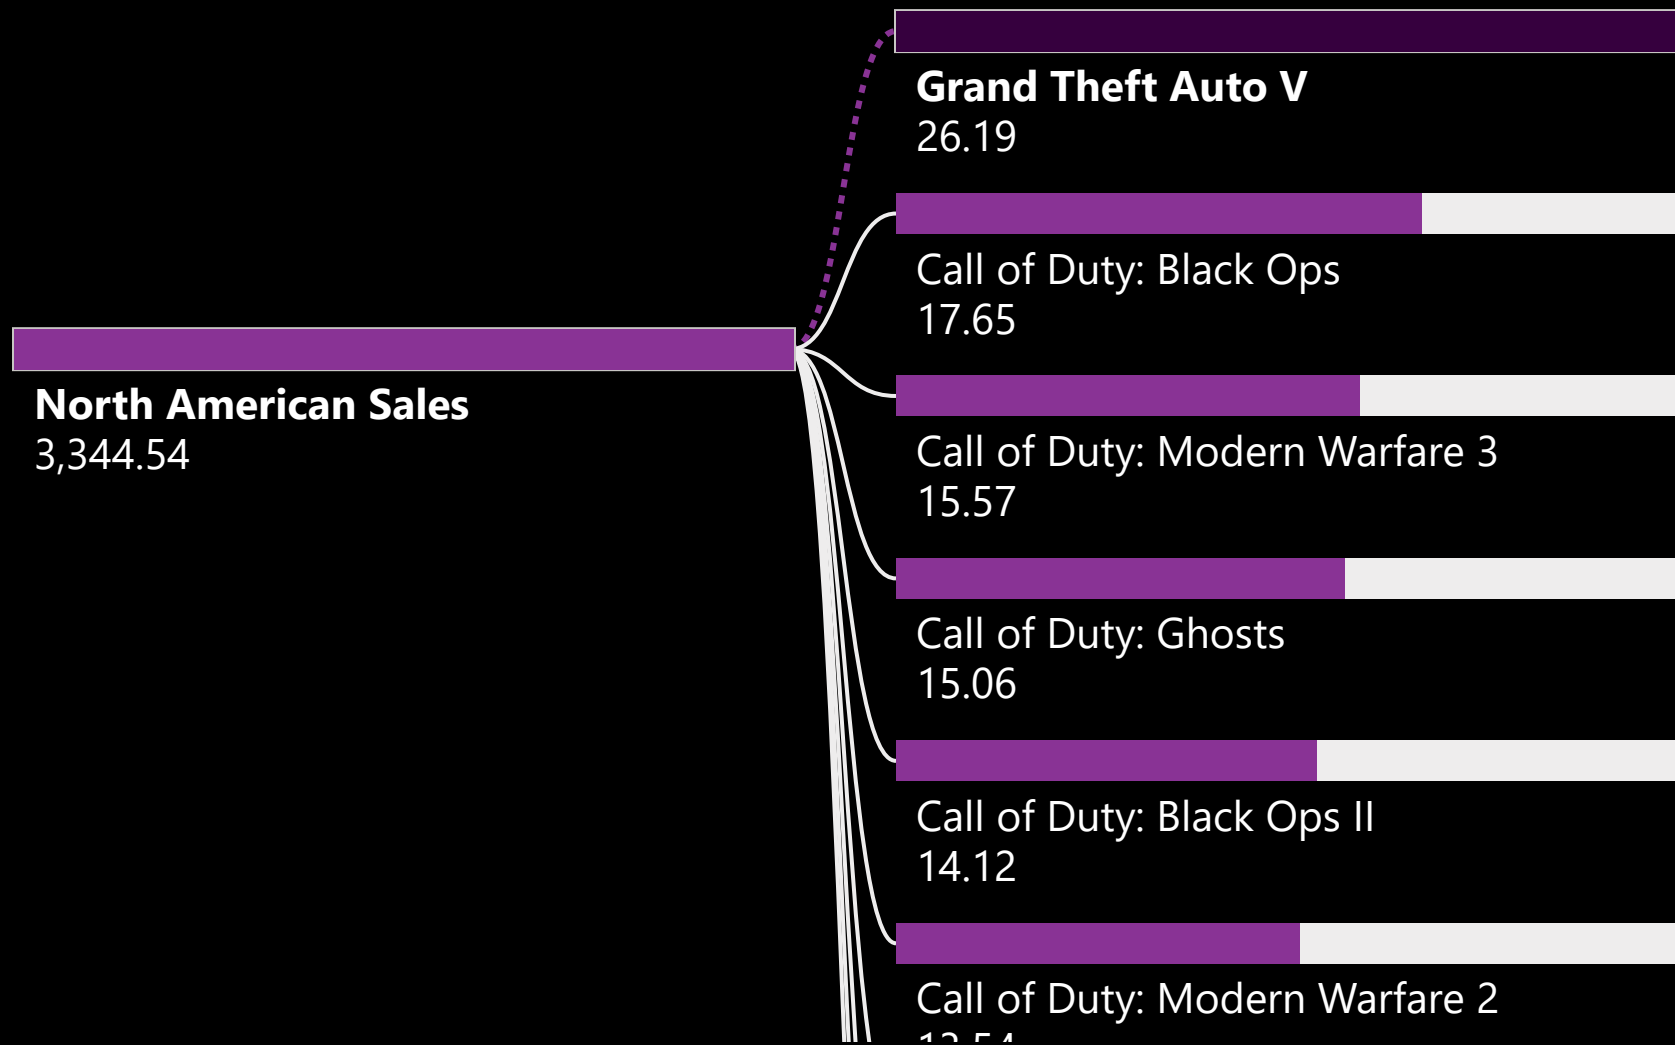 Grand Theft Auto V
26.19
Call of Duty: Black Ops
17.65
North American Sales
3,344.54
Call of Duty: Modern Warfare 3
15.57
Call of Duty: Ghosts
15.06
Call of Duty: Black Ops II
14.12
Call of Duty: Modern Warfare 2